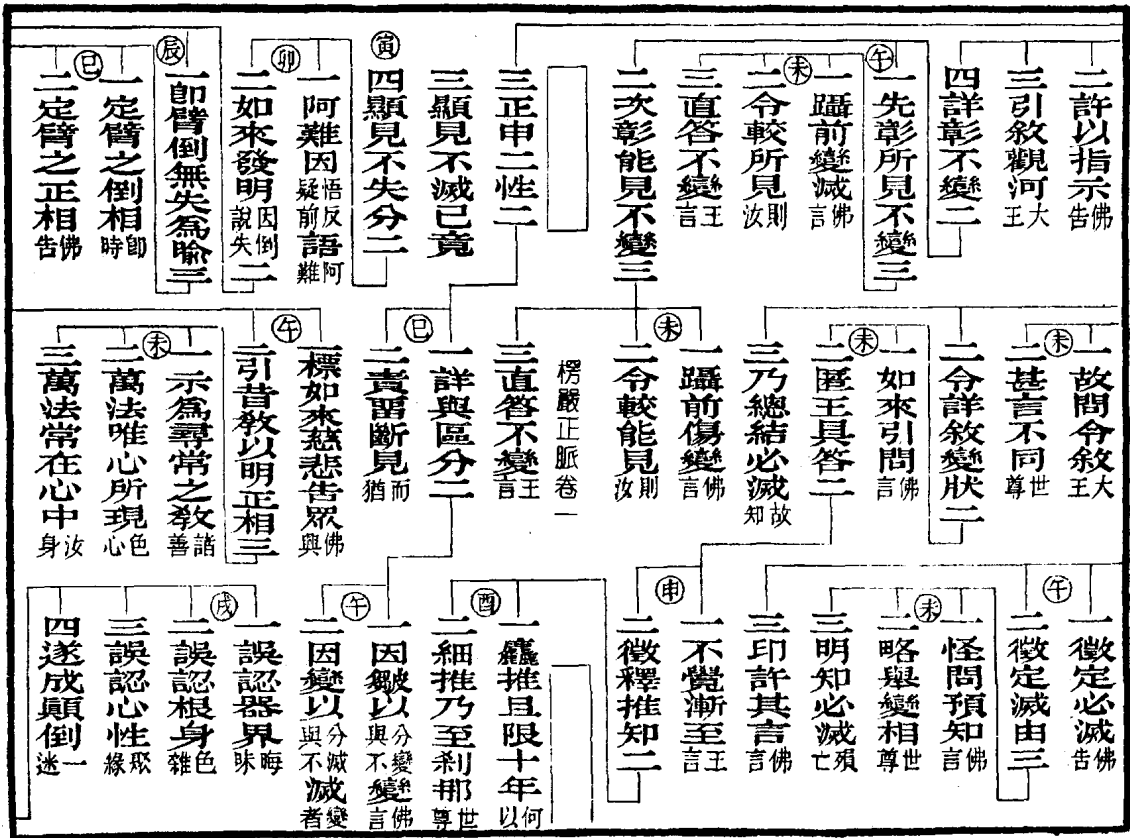 二許以指示佛告
三引敘觀河大王
四詳彰不變二
午
一先彰所見不變三
未
一躡前變滅佛言
二令較所見則汝
三直答不變王言
二次彰能見不變三
三正申二性二
三顯見不滅已竟
寅
四顯見不失分二
卯
一阿難因悟反疑前語阿難
二如來發明因倒說失二
辰
一即臂倒無失為喻三
巳
一定臂之倒相即時
二定臂之正相佛告
未
一故問令敘大王
二甚言不同世尊
二令詳敘變狀二
未
一如來引問佛言
二匿王具答二
三乃總結必滅故知
未
一躡前傷變佛言
二令較能見則汝
楞嚴正脈卷一
三直答不變王言
巳
一詳與區分二
二責留斷見而猶
午
一標如來慈悲告眾佛興
二引昔教以明正相三
未
一示為尋常之教諸善
二萬法唯心所現色心
三萬法常在心中汝身
午
一徵定必滅佛告
二徵定滅由三
未
一怪問預知佛言
二略舉變相世尊
三明知必滅殞亡
三印許其言佛言
申
一不覺漸至王言
二徵釋推知二
酉
一麤推且限十年何以
二細推乃至剎那世尊
午
一因皺以分變與不變佛言
二因變以分滅與不滅變者
戌
一誤認器界晦昧
二誤認根身色雜
三誤認心性聚緣
四遂成顛倒一迷